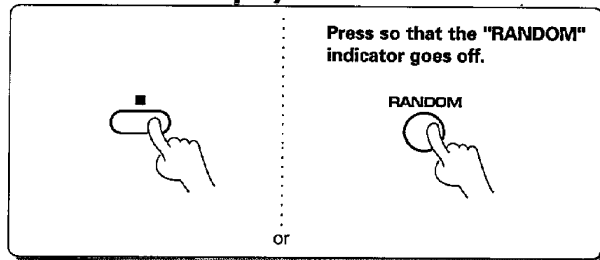 Press so that the "RANDOM"
indicator goes off.
■
RANDOM
or